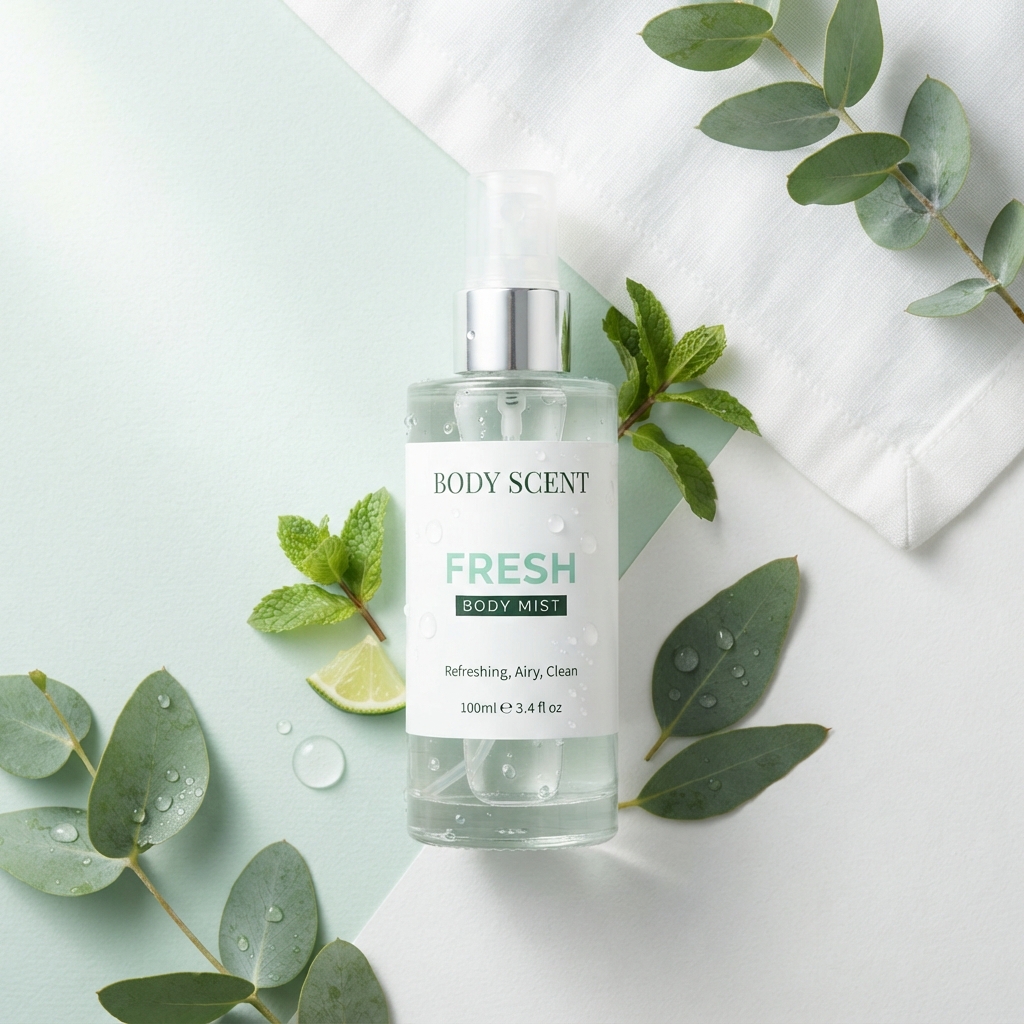 BODY SCENT
FRESH
BODY MIST
Refreshing, Airy, Clean
100ml ℮ 3.4 fl oz